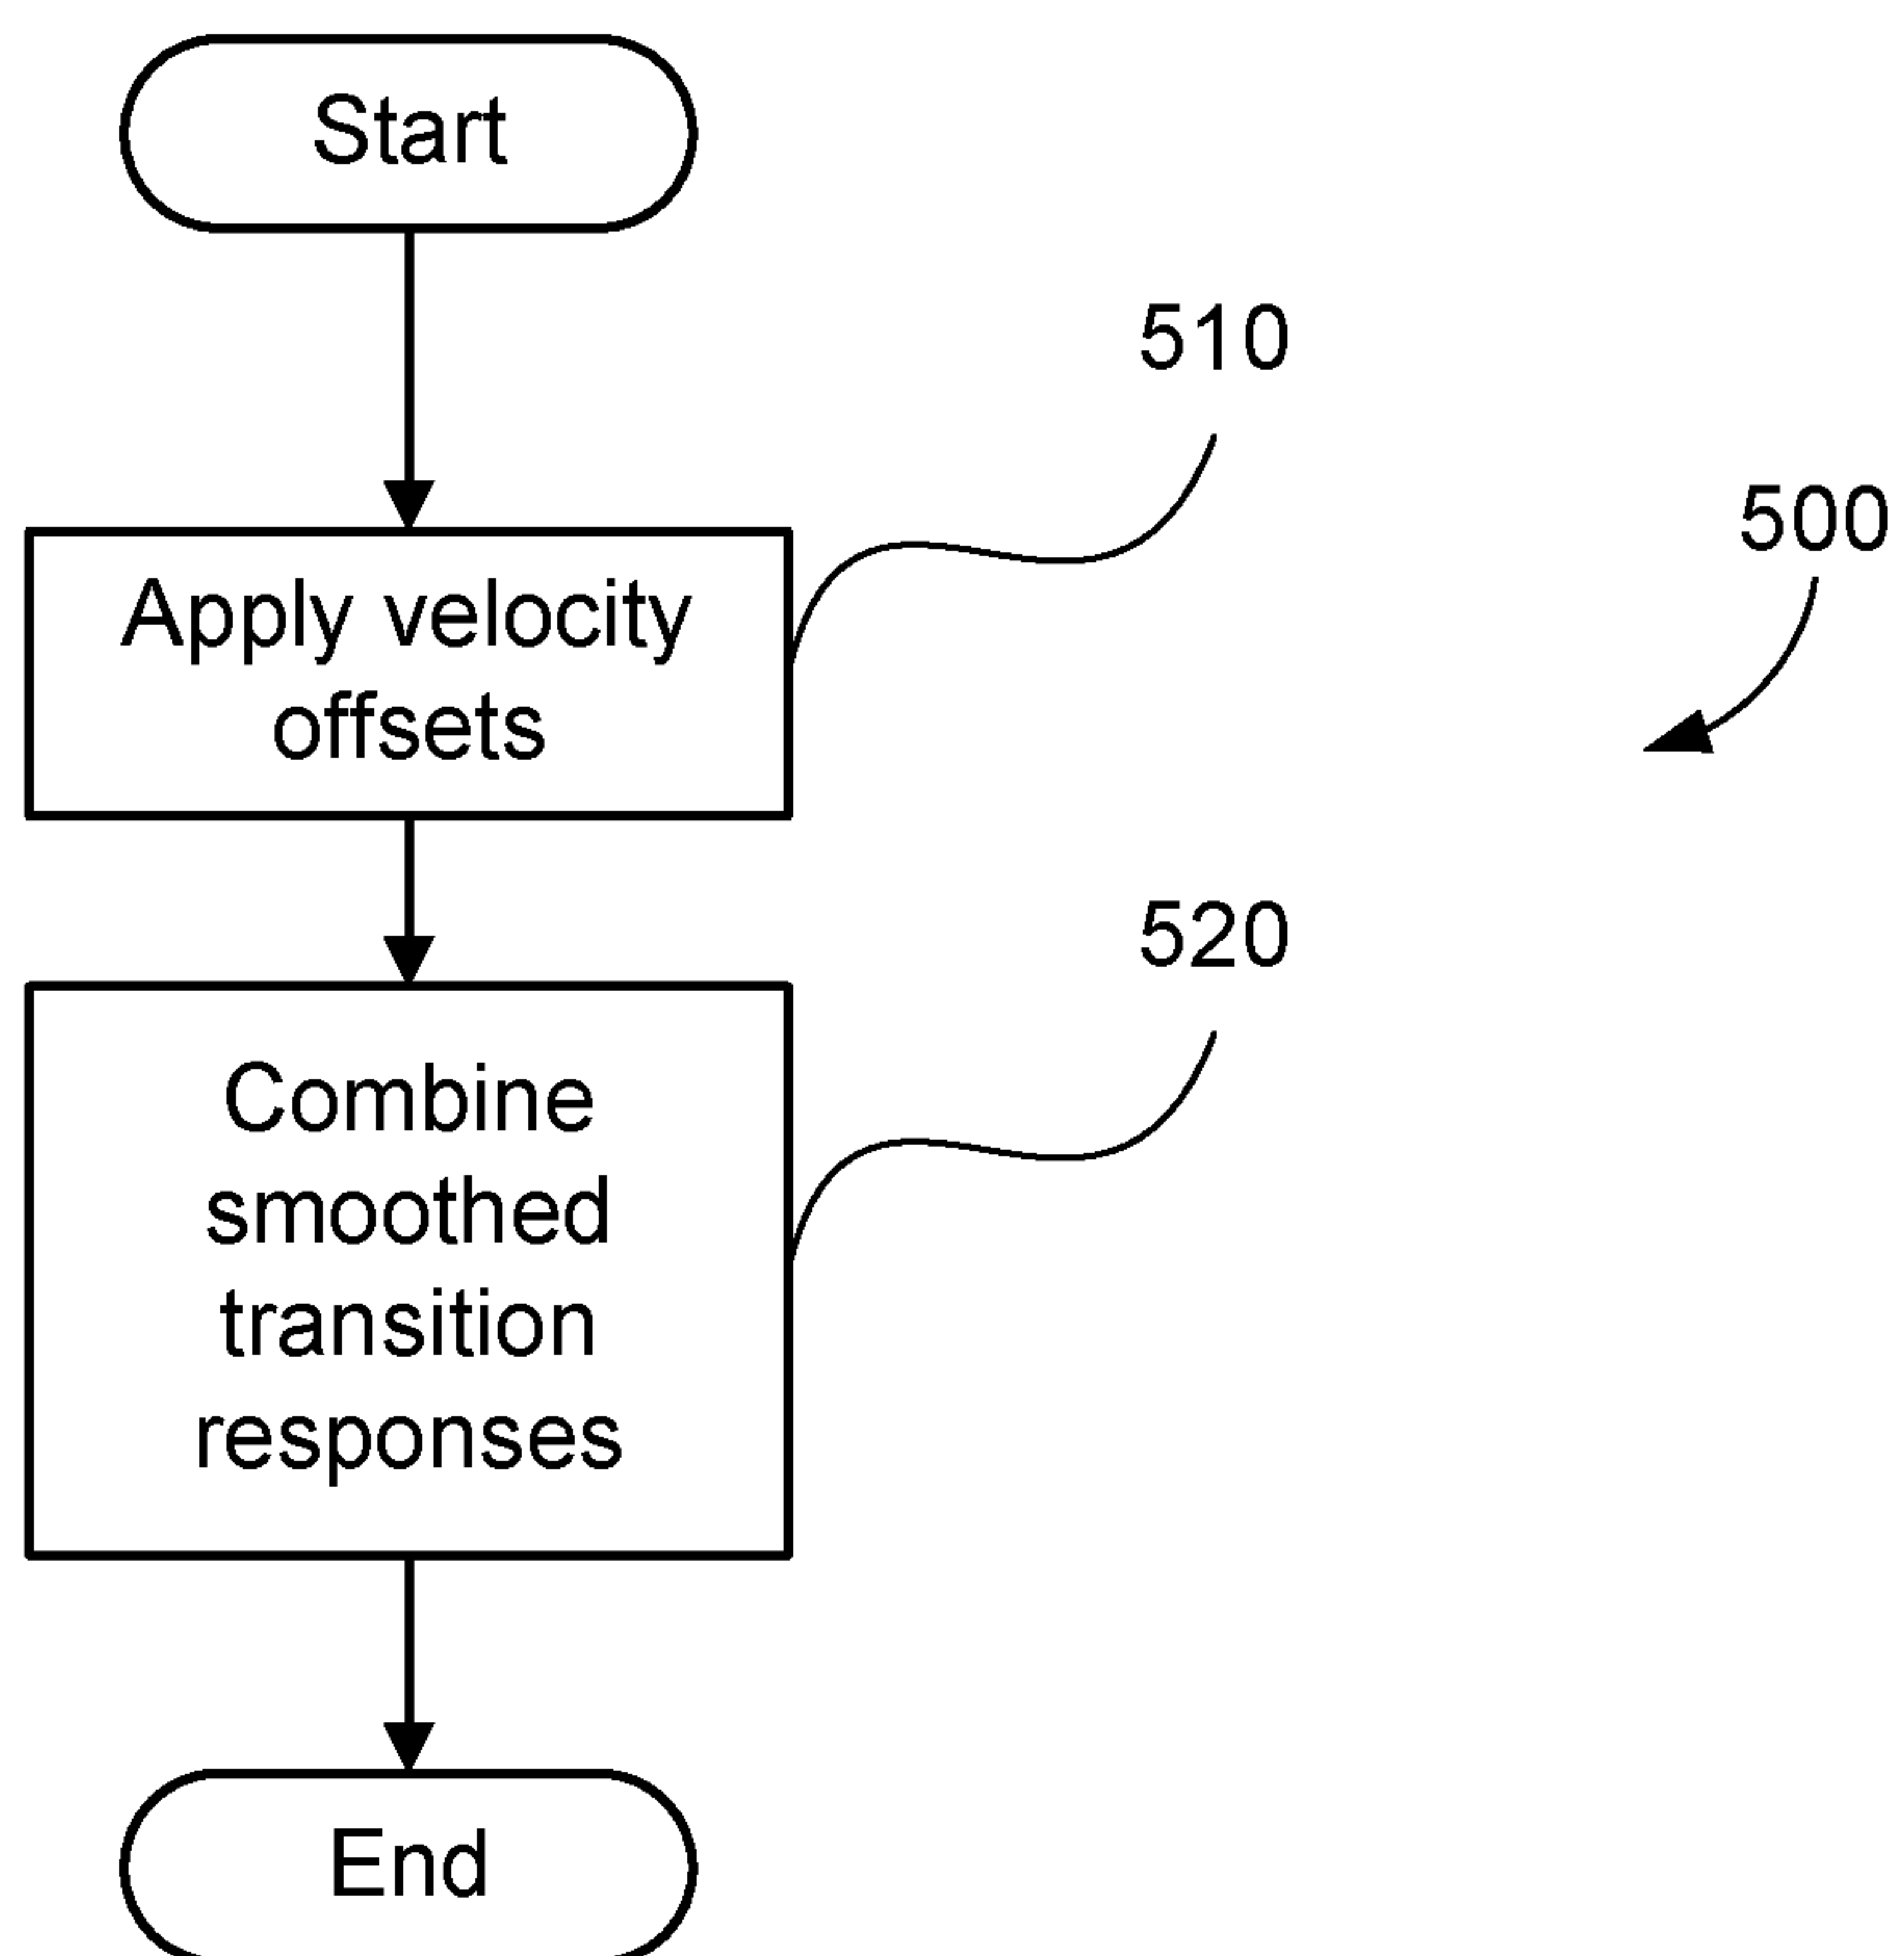 Start
510
500
Apply velocity
offsets
520
Combine
smoothed
transition
responses
End